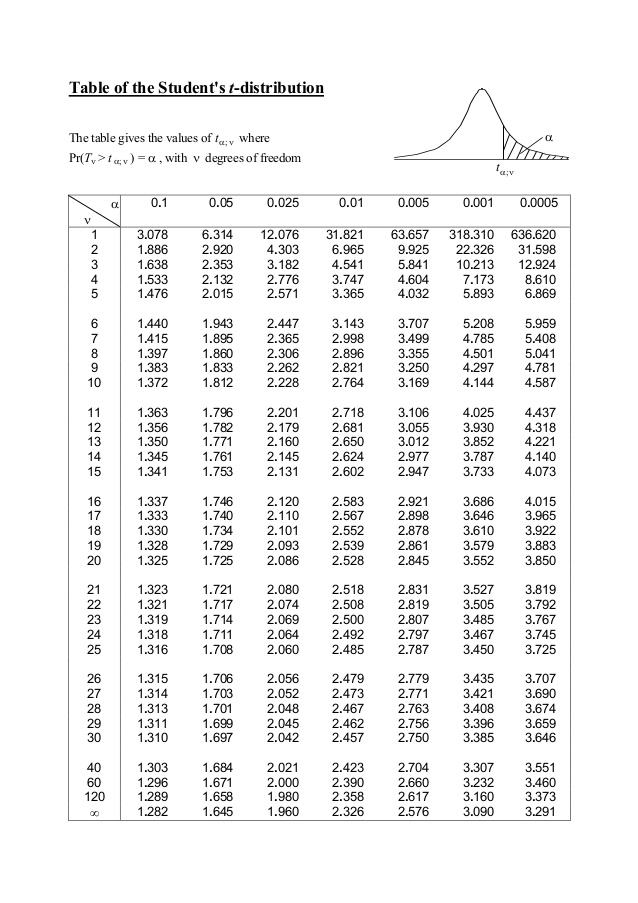 Table of the Student's t-distribution
The table gives the values of tα;ν where
Pr(Tν > tα;ν) = α, with ν degrees of freedom
α
tα;ν
α 0.1 0.05 0.025 0.01 0.005 0.001 0.0005
ν
1 3.078 6.314 12.076 31.821 63.657 318.310 636.620
2 1.886 2.920 4.303 6.965 9.925 22.326 31.598
3 1.638 2.353 3.182 4.541 5.841 10.213 12.924
4 1.533 2.132 2.776 3.747 4.604 7.173 8.610
5 1.476 2.015 2.571 3.365 4.032 5.893 6.869
6 1.440 1.943 2.447 3.143 3.707 5.208 5.959
7 1.415 1.895 2.365 2.998 3.499 4.785 5.408
8 1.397 1.860 2.306 2.896 3.355 4.501 5.041
9 1.383 1.833 2.262 2.821 3.250 4.297 4.781
10 1.372 1.812 2.228 2.764 3.169 4.144 4.587
11 1.363 1.796 2.201 2.718 3.106 4.025 4.437
12 1.356 1.782 2.179 2.681 3.055 3.930 4.318
13 1.350 1.771 2.160 2.650 3.012 3.852 4.221
14 1.345 1.761 2.145 2.624 2.977 3.787 4.140
15 1.341 1.753 2.131 2.602 2.947 3.733 4.073
16 1.337 1.746 2.120 2.583 2.921 3.686 4.015
17 1.333 1.740 2.110 2.567 2.898 3.646 3.965
18 1.330 1.734 2.101 2.552 2.878 3.610 3.922
19 1.328 1.729 2.093 2.539 2.861 3.579 3.883
20 1.325 1.725 2.086 2.528 2.845 3.552 3.850
21 1.323 1.721 2.080 2.518 2.831 3.527 3.819
22 1.321 1.717 2.074 2.508 2.819 3.505 3.792
23 1.319 1.714 2.069 2.500 2.807 3.485 3.767
24 1.318 1.711 2.064 2.492 2.797 3.467 3.745
25 1.316 1.708 2.060 2.485 2.787 3.450 3.725
26 1.315 1.706 2.056 2.479 2.779 3.435 3.707
27 1.314 1.703 2.052 2.473 2.771 3.421 3.690
28 1.313 1.701 2.048 2.467 2.763 3.408 3.674
29 1.311 1.699 2.045 2.462 2.756 3.396 3.659
30 1.310 1.697 2.042 2.457 2.750 3.385 3.646
40 1.303 1.684 2.021 2.423 2.704 3.307 3.551
60 1.296 1.671 2.000 2.390 2.660 3.232 3.460
120 1.289 1.658 1.980 2.358 2.617 3.160 3.373
∞ 1.282 1.645 1.960 2.326 2.576 3.090 3.291